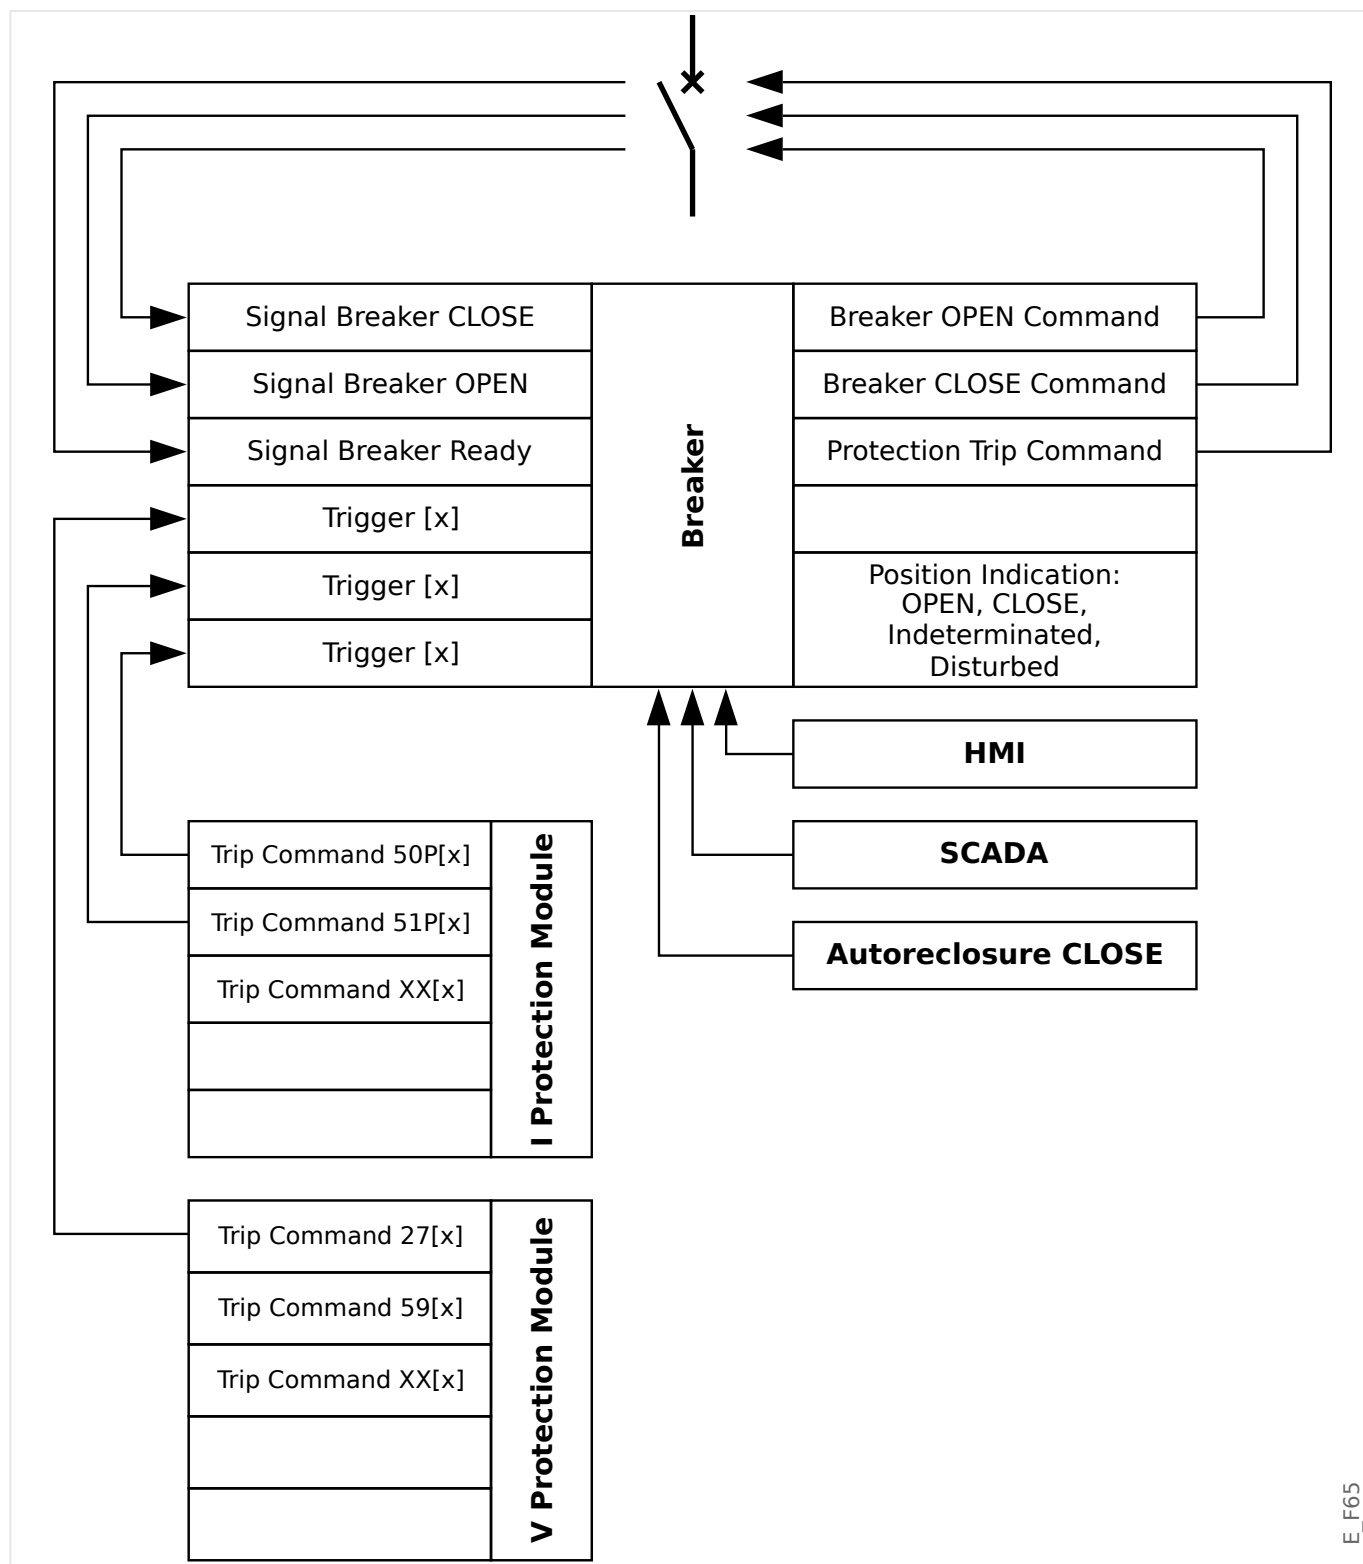 Signal Breaker CLOSE
Signal Breaker OPEN
Signal Breaker Ready
Trigger [x]
Trigger [x]
Trigger [x]
Breaker
Breaker OPEN Command
Breaker CLOSE Command
Protection Trip Command
Position Indication:
OPEN, CLOSE,
Indeterminated,
Disturbed
HMI
SCADA
Autoreclosure CLOSE
Trip Command 50P[x]
Trip Command 51P[x]
Trip Command XX[x]
I Protection Module
Trip Command 27[x]
Trip Command 59[x]
Trip Command XX[x]
V Protection Module
E_F65